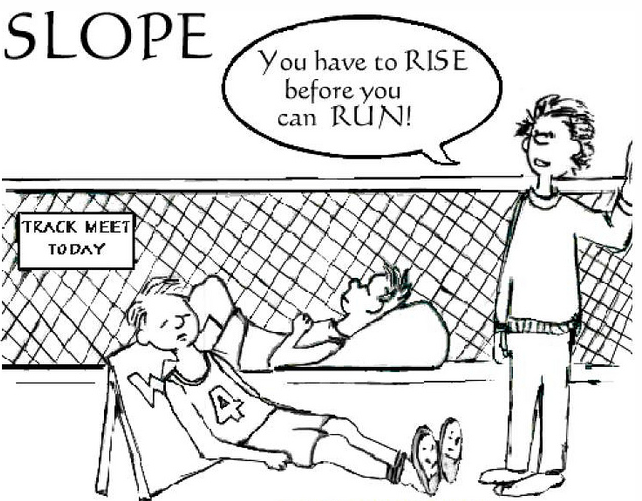 SLOPE
You have to RISE
before you
can RUN!
TRACK MEET
TODAY
4